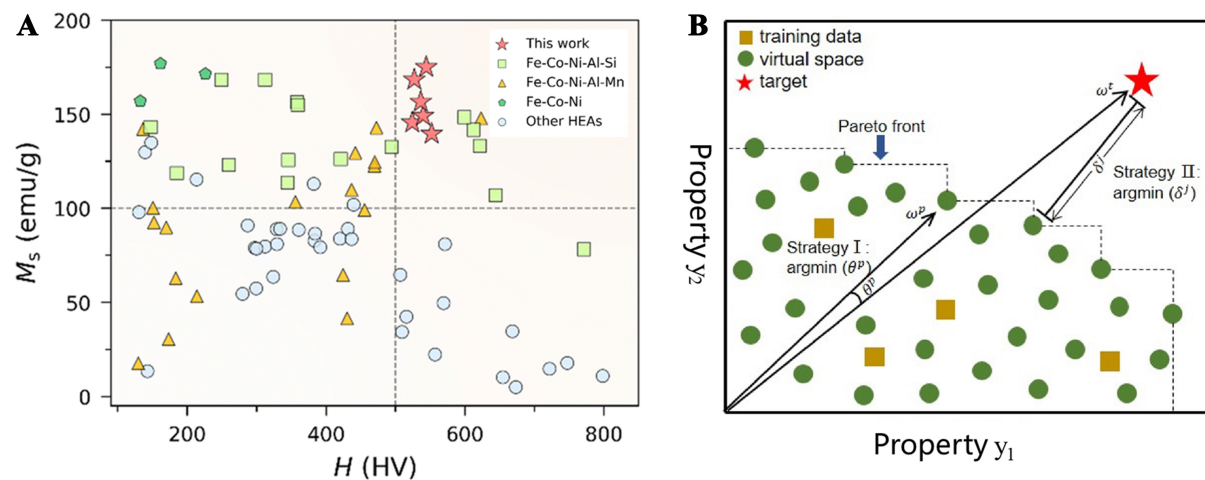 A
200
150
100
50
0
200
400
600
800
Mₛ (emu/g)
H (HV)
This work
Fe-Co-Ni-Al-Si
Fe-Co-Ni-Al-Mn
Fe-Co-Ni
Other HEAs
B
training data
virtual space
target
Pareto front
ωᵗ
ωᵖ
δʲ
Strategy Ⅱ:
argmin (δʲ)
Strategy Ⅰ:
argmin (θᵖ)
θᵖ
Property y₂
Property y₁